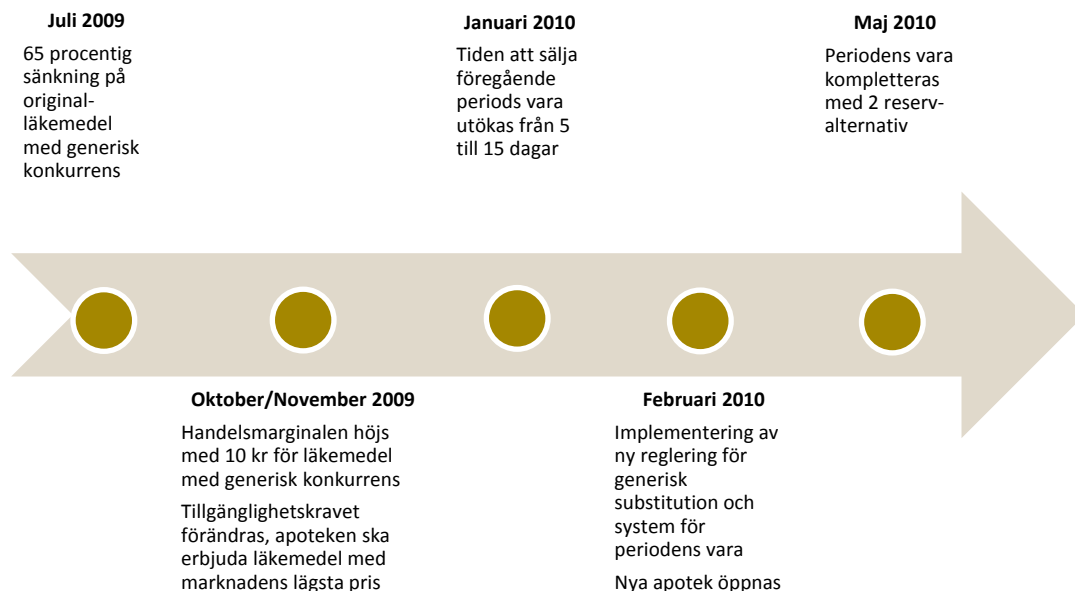 Juli 2009
65 procentig
sänkning på
original-
läkemedel
med generisk
konkurrens
Oktober/November 2009
Handelsmarginalen höjs
med 10 kr för läkemedel
med generisk konkurrens
Tillgänglighetskravet
förändras, apoteken ska
erbjuda läkemedel med
marknadens lägsta pris
Januari 2010
Tiden att sälja
föregående
periods vara
utökas från 5
till 15 dagar
Februari 2010
Implementering av
ny reglering för
generisk
substitution och
system för
periodens vara
Nya apotek öppnas
Maj 2010
Periodens vara
kompletteras
med 2 reserv-
alternativ